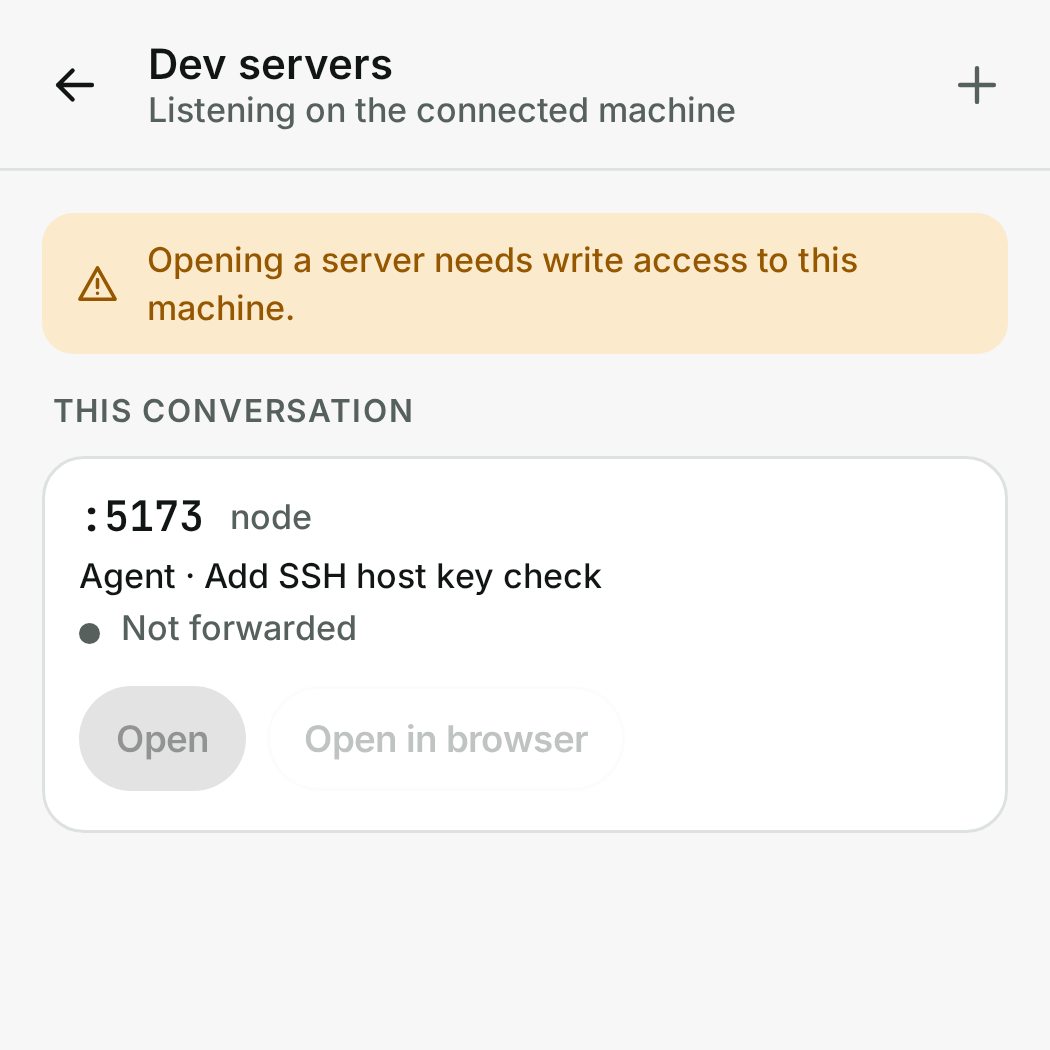 Dev servers
Listening on the connected machine
Opening a server needs write access to this
machine.
THIS CONVERSATION
:5173 node
Agent · Add SSH host key check
Not forwarded
Open Open in browser